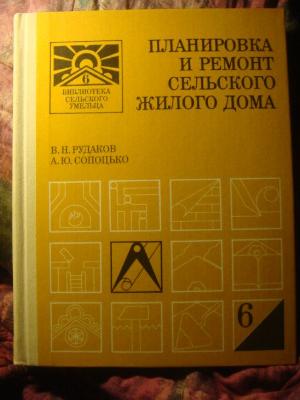 6
БИБЛИОТЕКА
СЕЛЬСКОГО
УМЕЛЬЦА
ПЛАНИРОВКА
И РЕМОНТ
СЕЛЬСКОГО
ЖИЛОГО ДОМА
В. Н. РУДАКОВ
А. Ю. СОПОЦЬКО
6